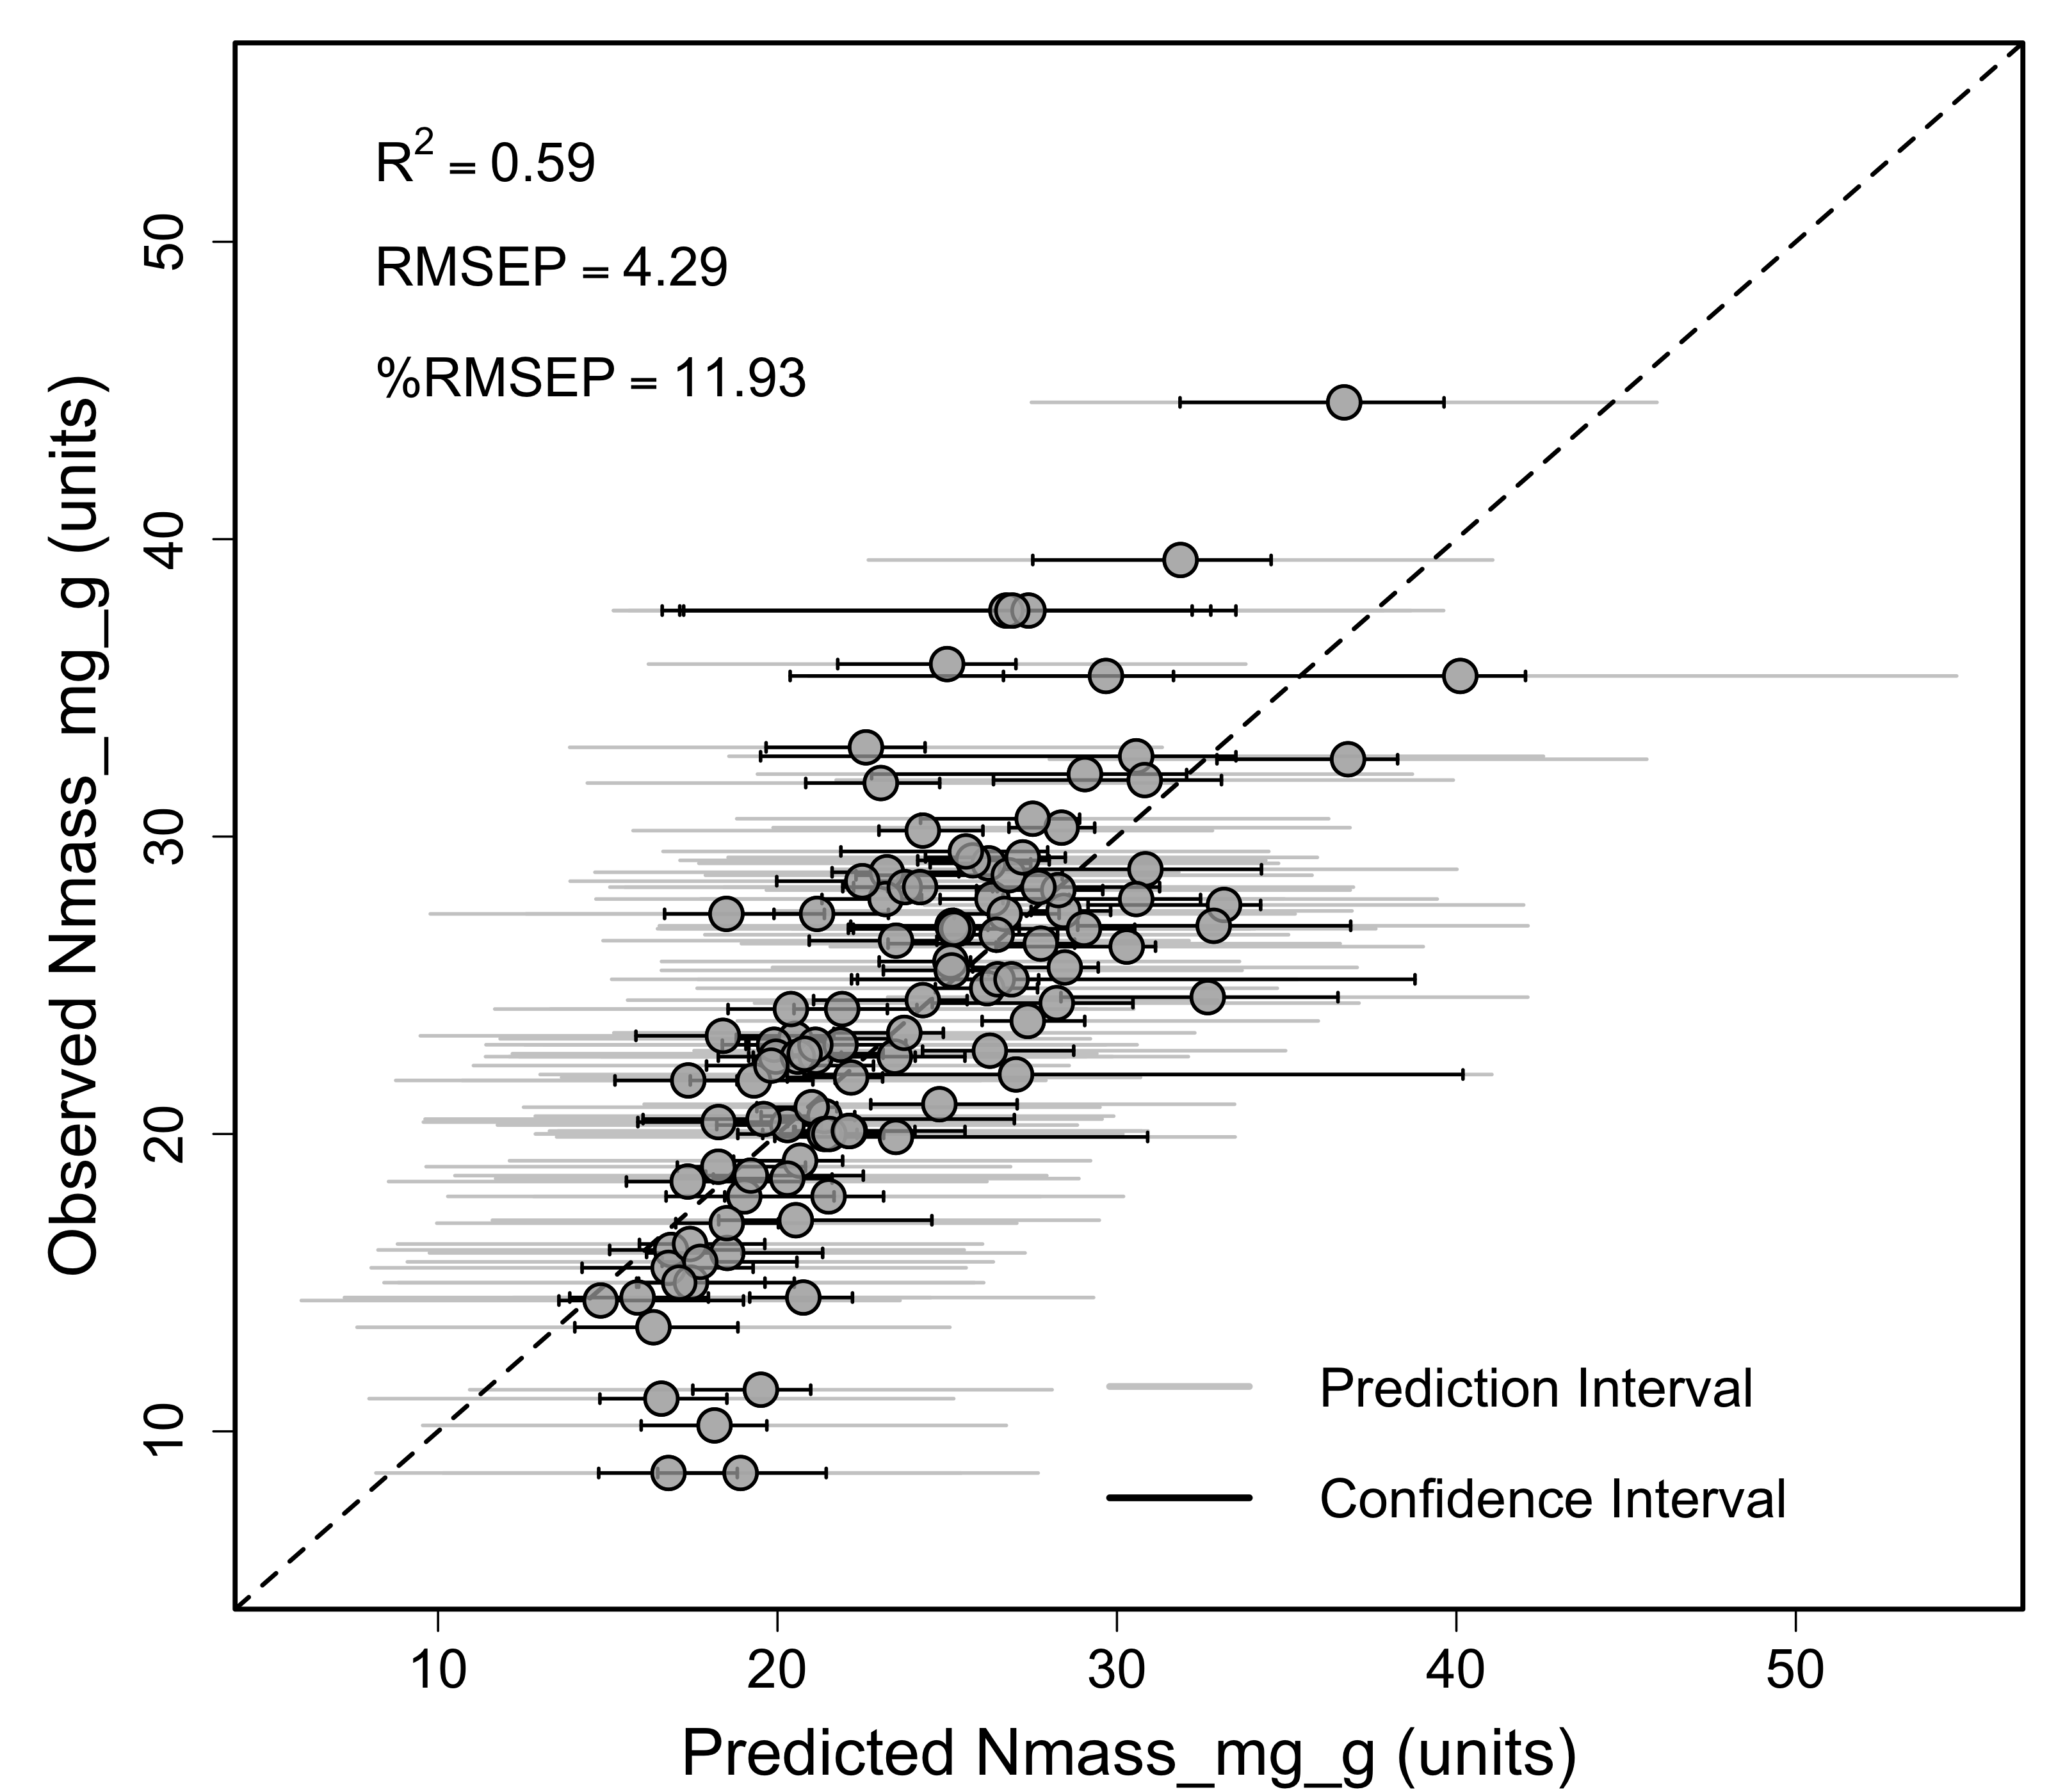 R2 = 0.59
RMSEP = 4.29
%RMSEP = 11.93
Observed Nmass_mg_g (units)
50
40
30
20
10
Prediction Interval
Confidence Interval
10 20 30 40 50
Predicted Nmass_mg_g (units)